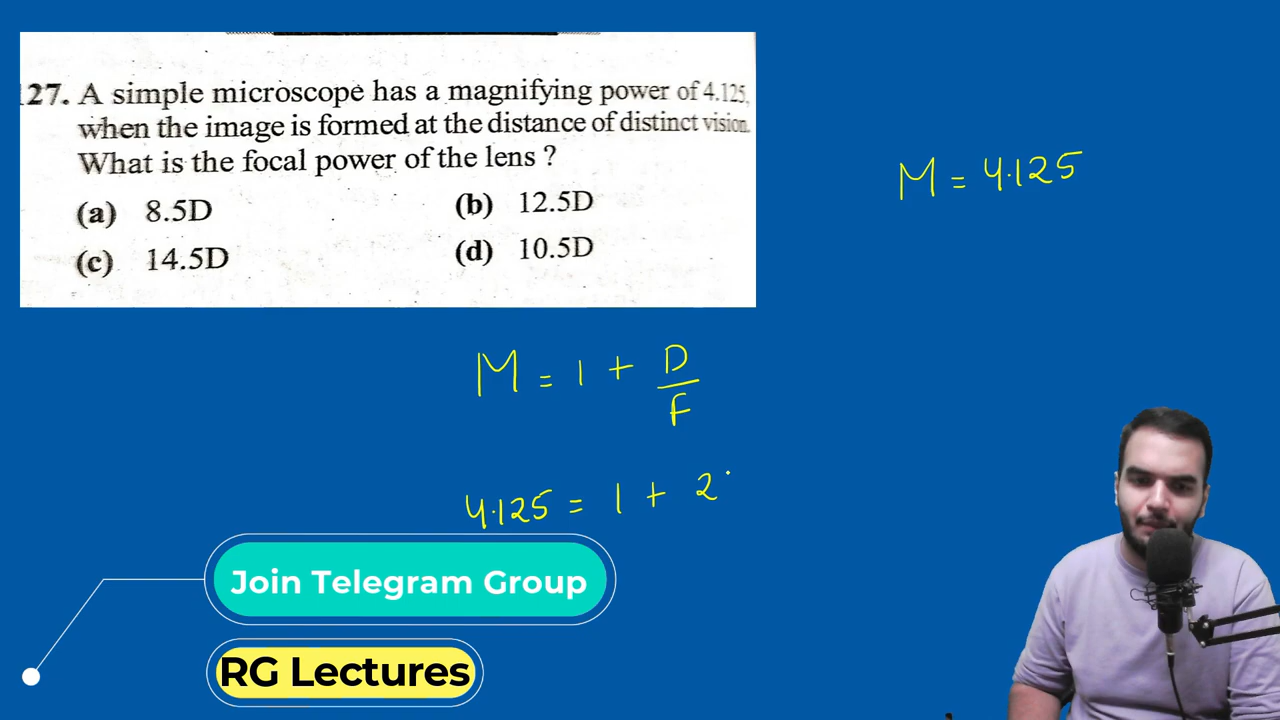 127. A simple microscope has a magnifying power of 4.125,
when the image is formed at the distance of distinct vision.
What is the focal power of the lens ?
(a) 8.5D (b) 12.5D
(c) 14.5D (d) 10.5D
M = 4.125
M = 1 + D/F
4.125 = 1 + 2
Join Telegram Group
RG Lectures